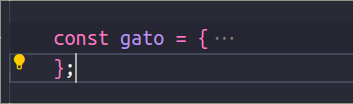 const gato = {···
};